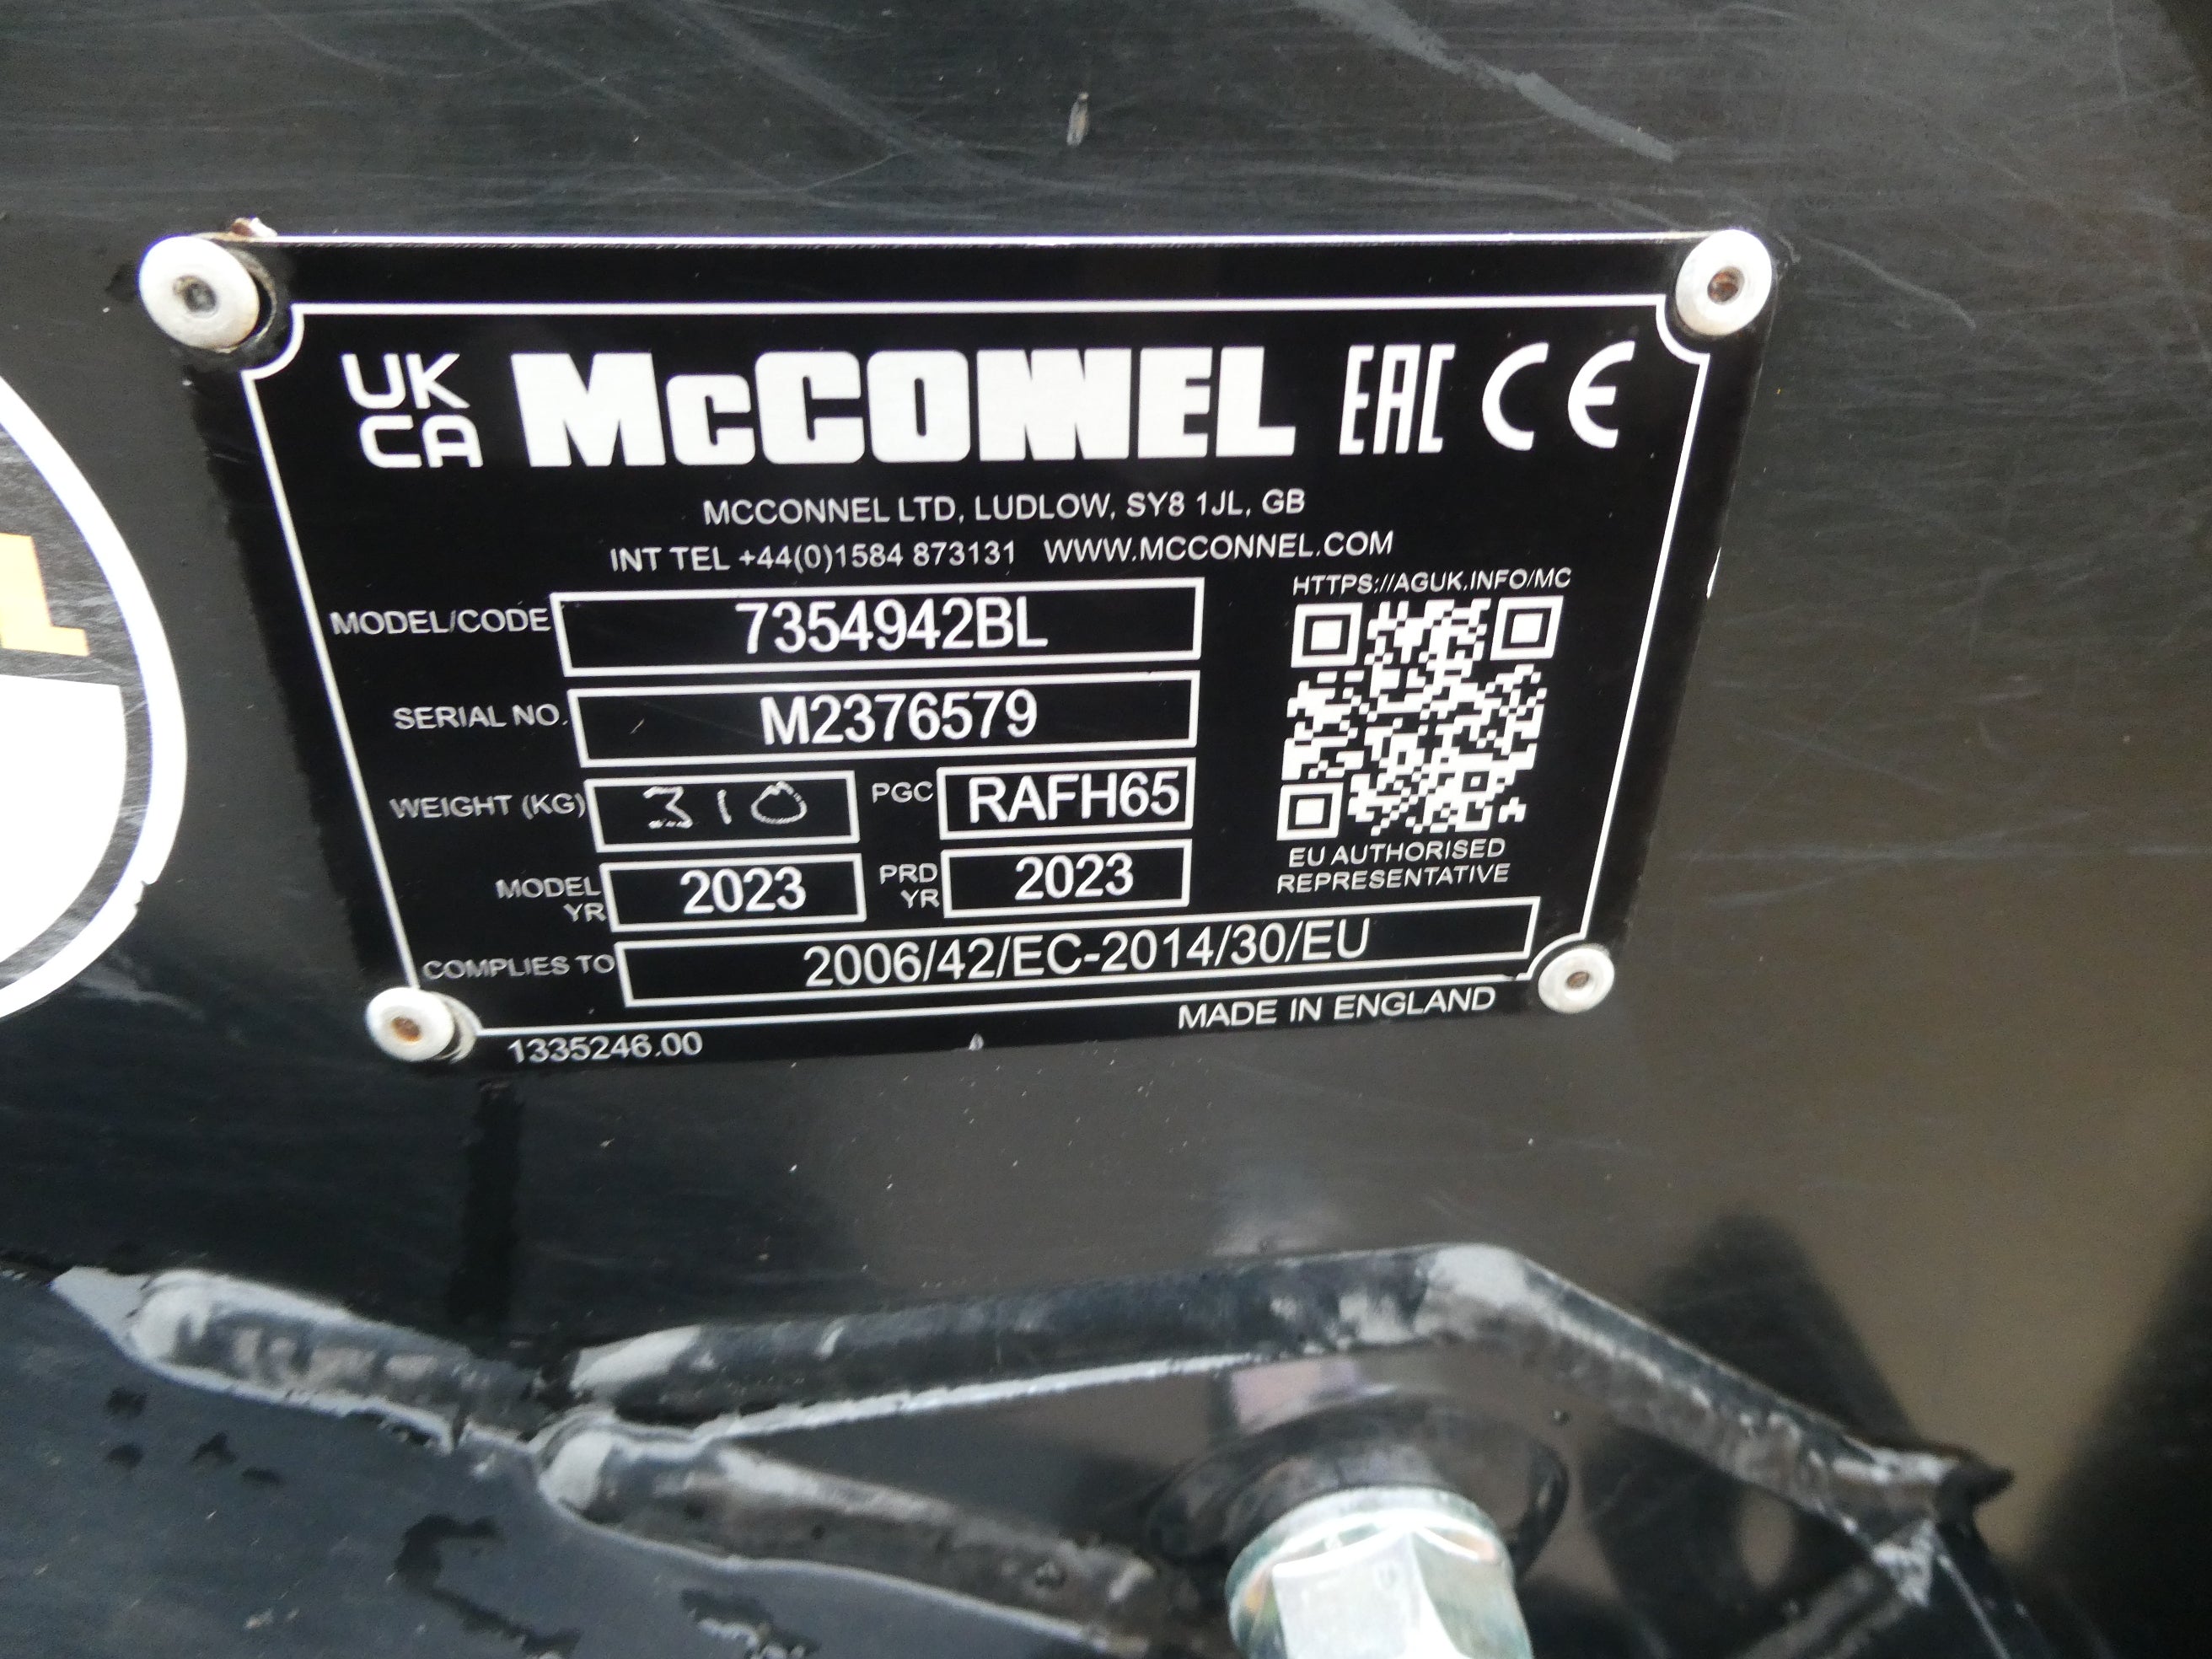 UK
CA
McCONNEL
EAC CE
MCCONNEL LTD, LUDLOW, SY8 1JL, GB
INT TEL +44(0)1584 873131 WWW.MCCONNEL.COM
HTTPS://AGUK.INFO/MC
MODEL/CODE 7354942BL
SERIAL NO. M2376579
WEIGHT (KG) 310 PGC RAFH65
MODEL YR 2023 PRD YR 2023
EU AUTHORISED
REPRESENTATIVE
COMPLIES TO 2006/42/EC-2014/30/EU
MADE IN ENGLAND
1335246.00